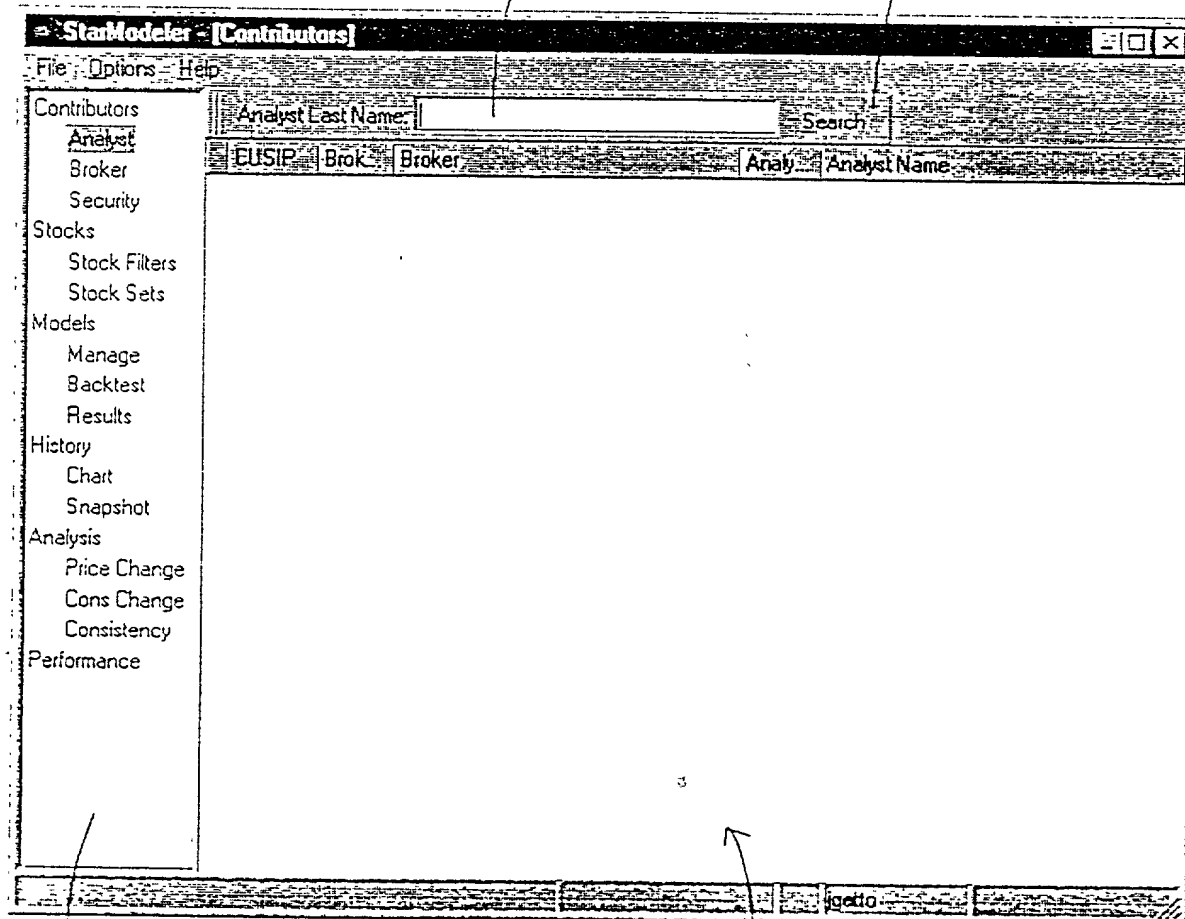 StarModeler - [Contributors]
File Options Help
Contributors
Analyst
Broker
Security
Stocks
Stock Filters
Stock Sets
Models
Manage
Backtest
Results
History
Chart
Snapshot
Analysis
Price Change
Cons Change
Consistency
Performance
Analyst Last Name: Search
CUSIP Brok... Broker Analy... Analyst Name